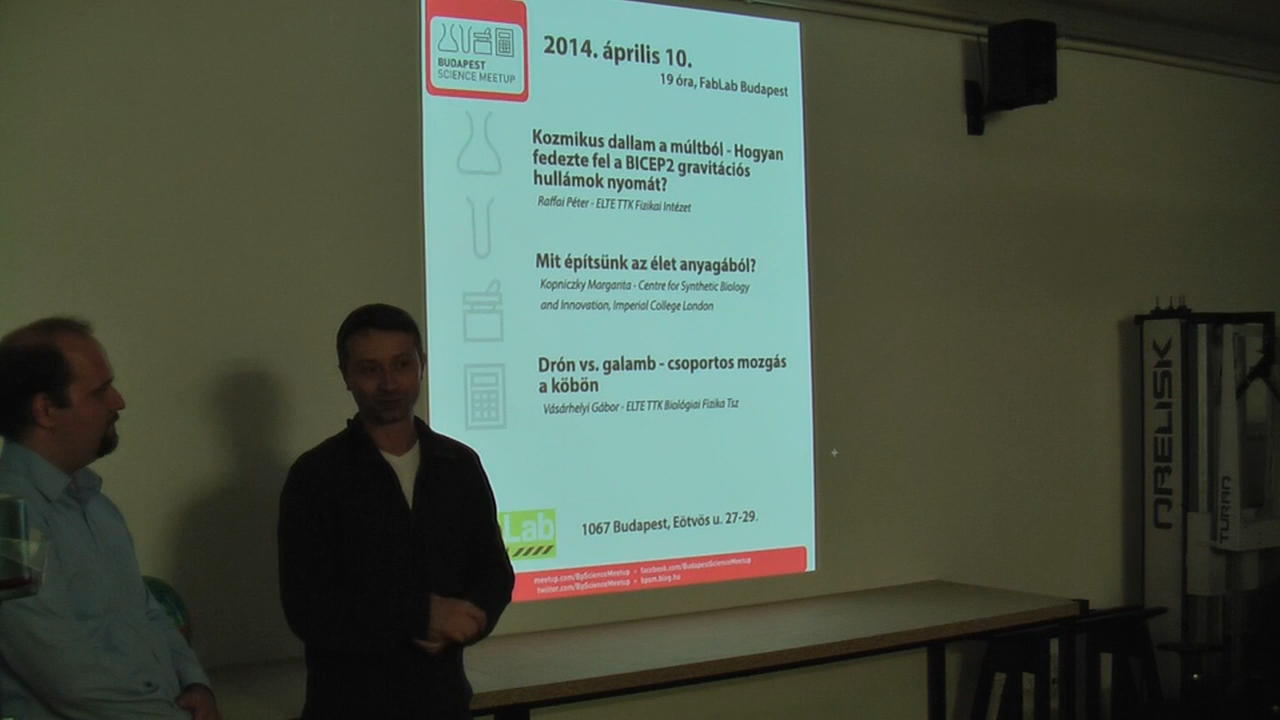 BUDAPEST
SCIENCE MEETUP
2014. április 10.
19 óra, FabLab Budapest
Kozmikus dallam a múltból - Hogyan
fedezte fel a BICEP2 gravitációs
hullámok nyomát?
Raffai Péter - ELTE TTK Fizikai Intézet
Mit építsünk az élet anyagából?
Kopniczky Margarita - Centre for Synthetic Biology
and Innovation, Imperial College London
Drón vs. galamb - csoportos mozgás
a köbön
Vásárhelyi Gábor - ELTE TTK Biológiai Fizika Tsz
Lab
1067 Budapest, Eötvös u. 27-29.
meetup.com/BpScienceMeetup • facebook.com/BudapestScienceMeetup
twitter.com/BpScienceMeetup • bpsm.blog.hu
OBELISK
TURAN